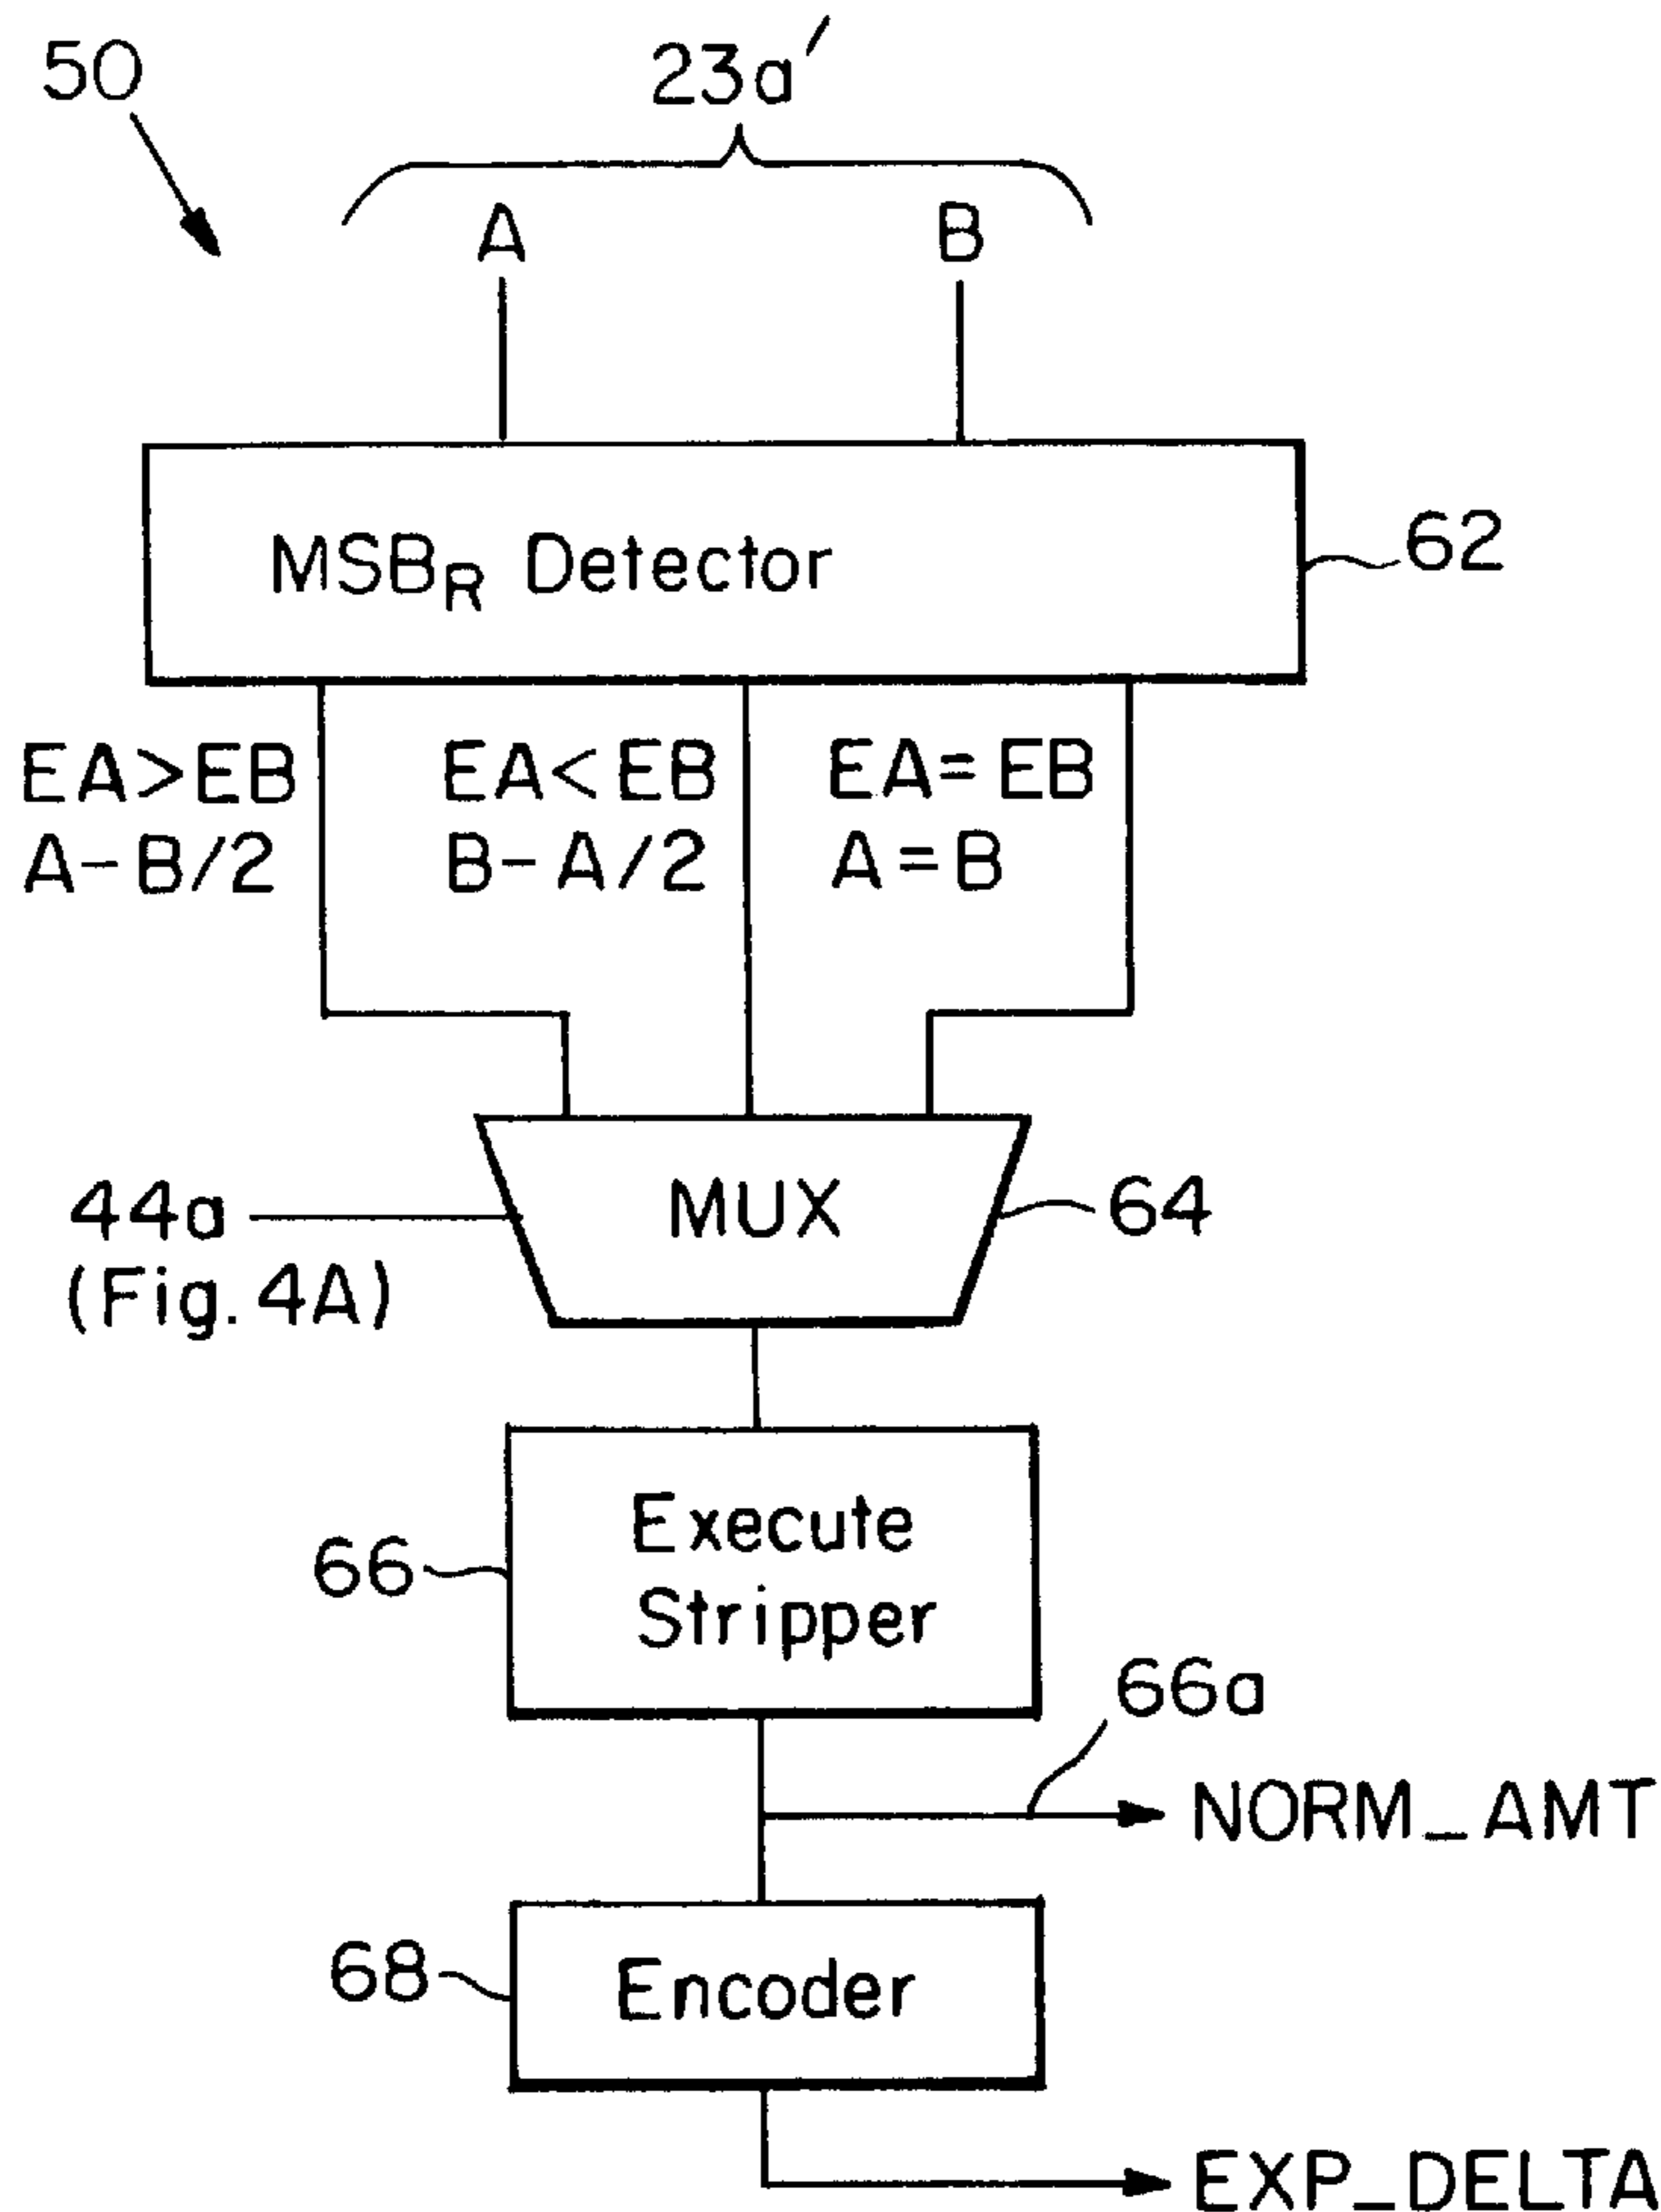 50
23a'
A B
MSBR Detector
62
EA>EB EA<EB EA=EB
A-B/2 B-A/2 A=B
44a
(Fig. 4A)
MUX
64
Execute
Stripper
66
66a
NORM_AMT
68
Encoder
EXP_DELTA